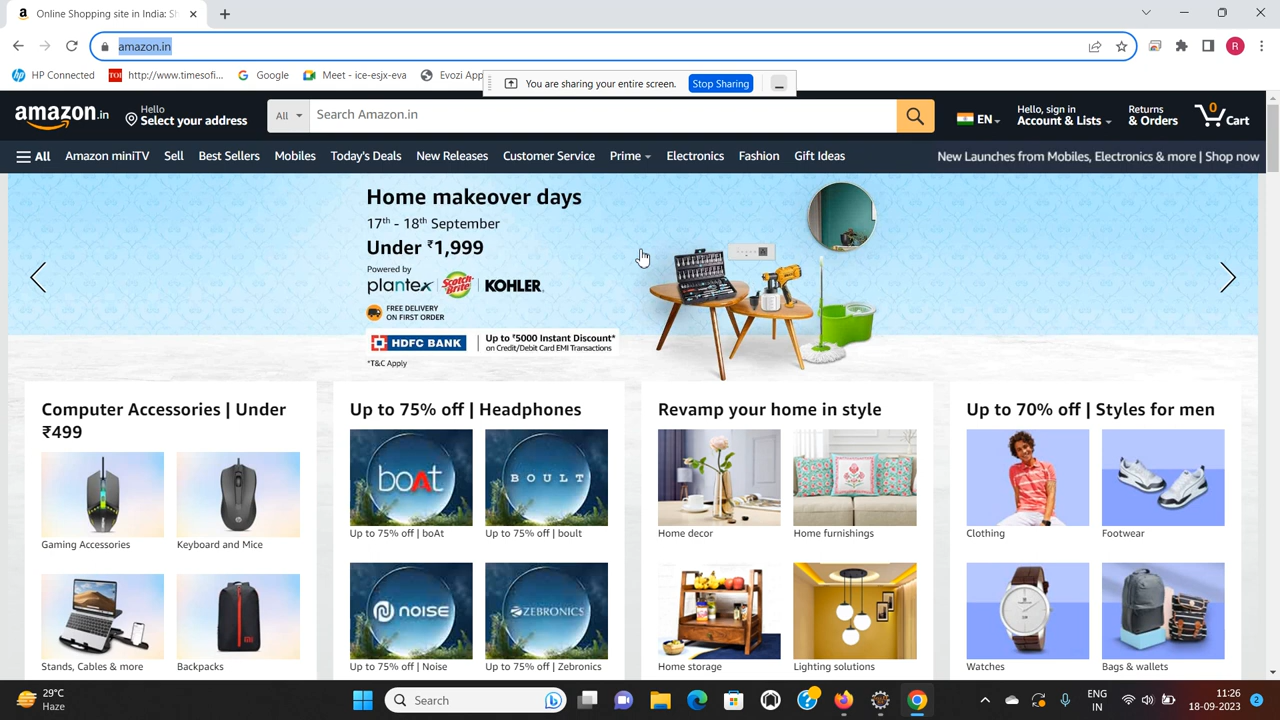 Online Shopping site in India: Sh
amazon.in
HP Connected
http://www.timesofi...
Google
Meet - ice-esjx-eva
Evozi App
You are sharing your entire screen.
Stop Sharing
R
amazon.in
Hello
Select your address
All
Search Amazon.in
EN
Hello, sign in
Account & Lists
Returns
& Orders
0
Cart
All
Amazon miniTV
Sell
Best Sellers
Mobiles
Today's Deals
New Releases
Customer Service
Prime
Electronics
Fashion
Gift Ideas
New Launches from Mobiles, Electronics & more | Shop now
Home makeover days
17th - 18th September
Under ₹1,999
Powered by
plantex
Scotch-Brite
KOHLER.
FREE DELIVERY
ON FIRST ORDER
HDFC BANK
Up to ₹5000 Instant Discount*
on Credit/Debit Card EMI Transactions
*T&C Apply
Computer Accessories | Under
₹499
Gaming Accessories
Keyboard and Mice
Stands, Cables & more
Backpacks
Up to 75% off | Headphones
boAt
BOULT
Up to 75% off | boAt
Up to 75% off | boult
NOISE
ZEBRONICS
Up to 75% off | Noise
Up to 75% off | Zebronics
Revamp your home in style
Home decor
Home furnishings
Home storage
Lighting solutions
Up to 70% off | Styles for men
Clothing
Footwear
Watches
Bags & wallets
29°C
Haze
Search
ENG
IN
11:26
18-09-2023
2